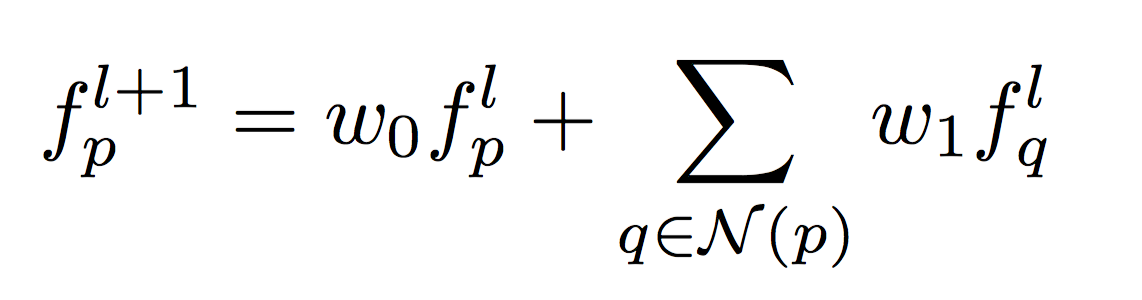 f_p^{l+1} = w_0 f_p^l + \sum_{q \in \mathcal{N}(p)} w_1 f_q^l